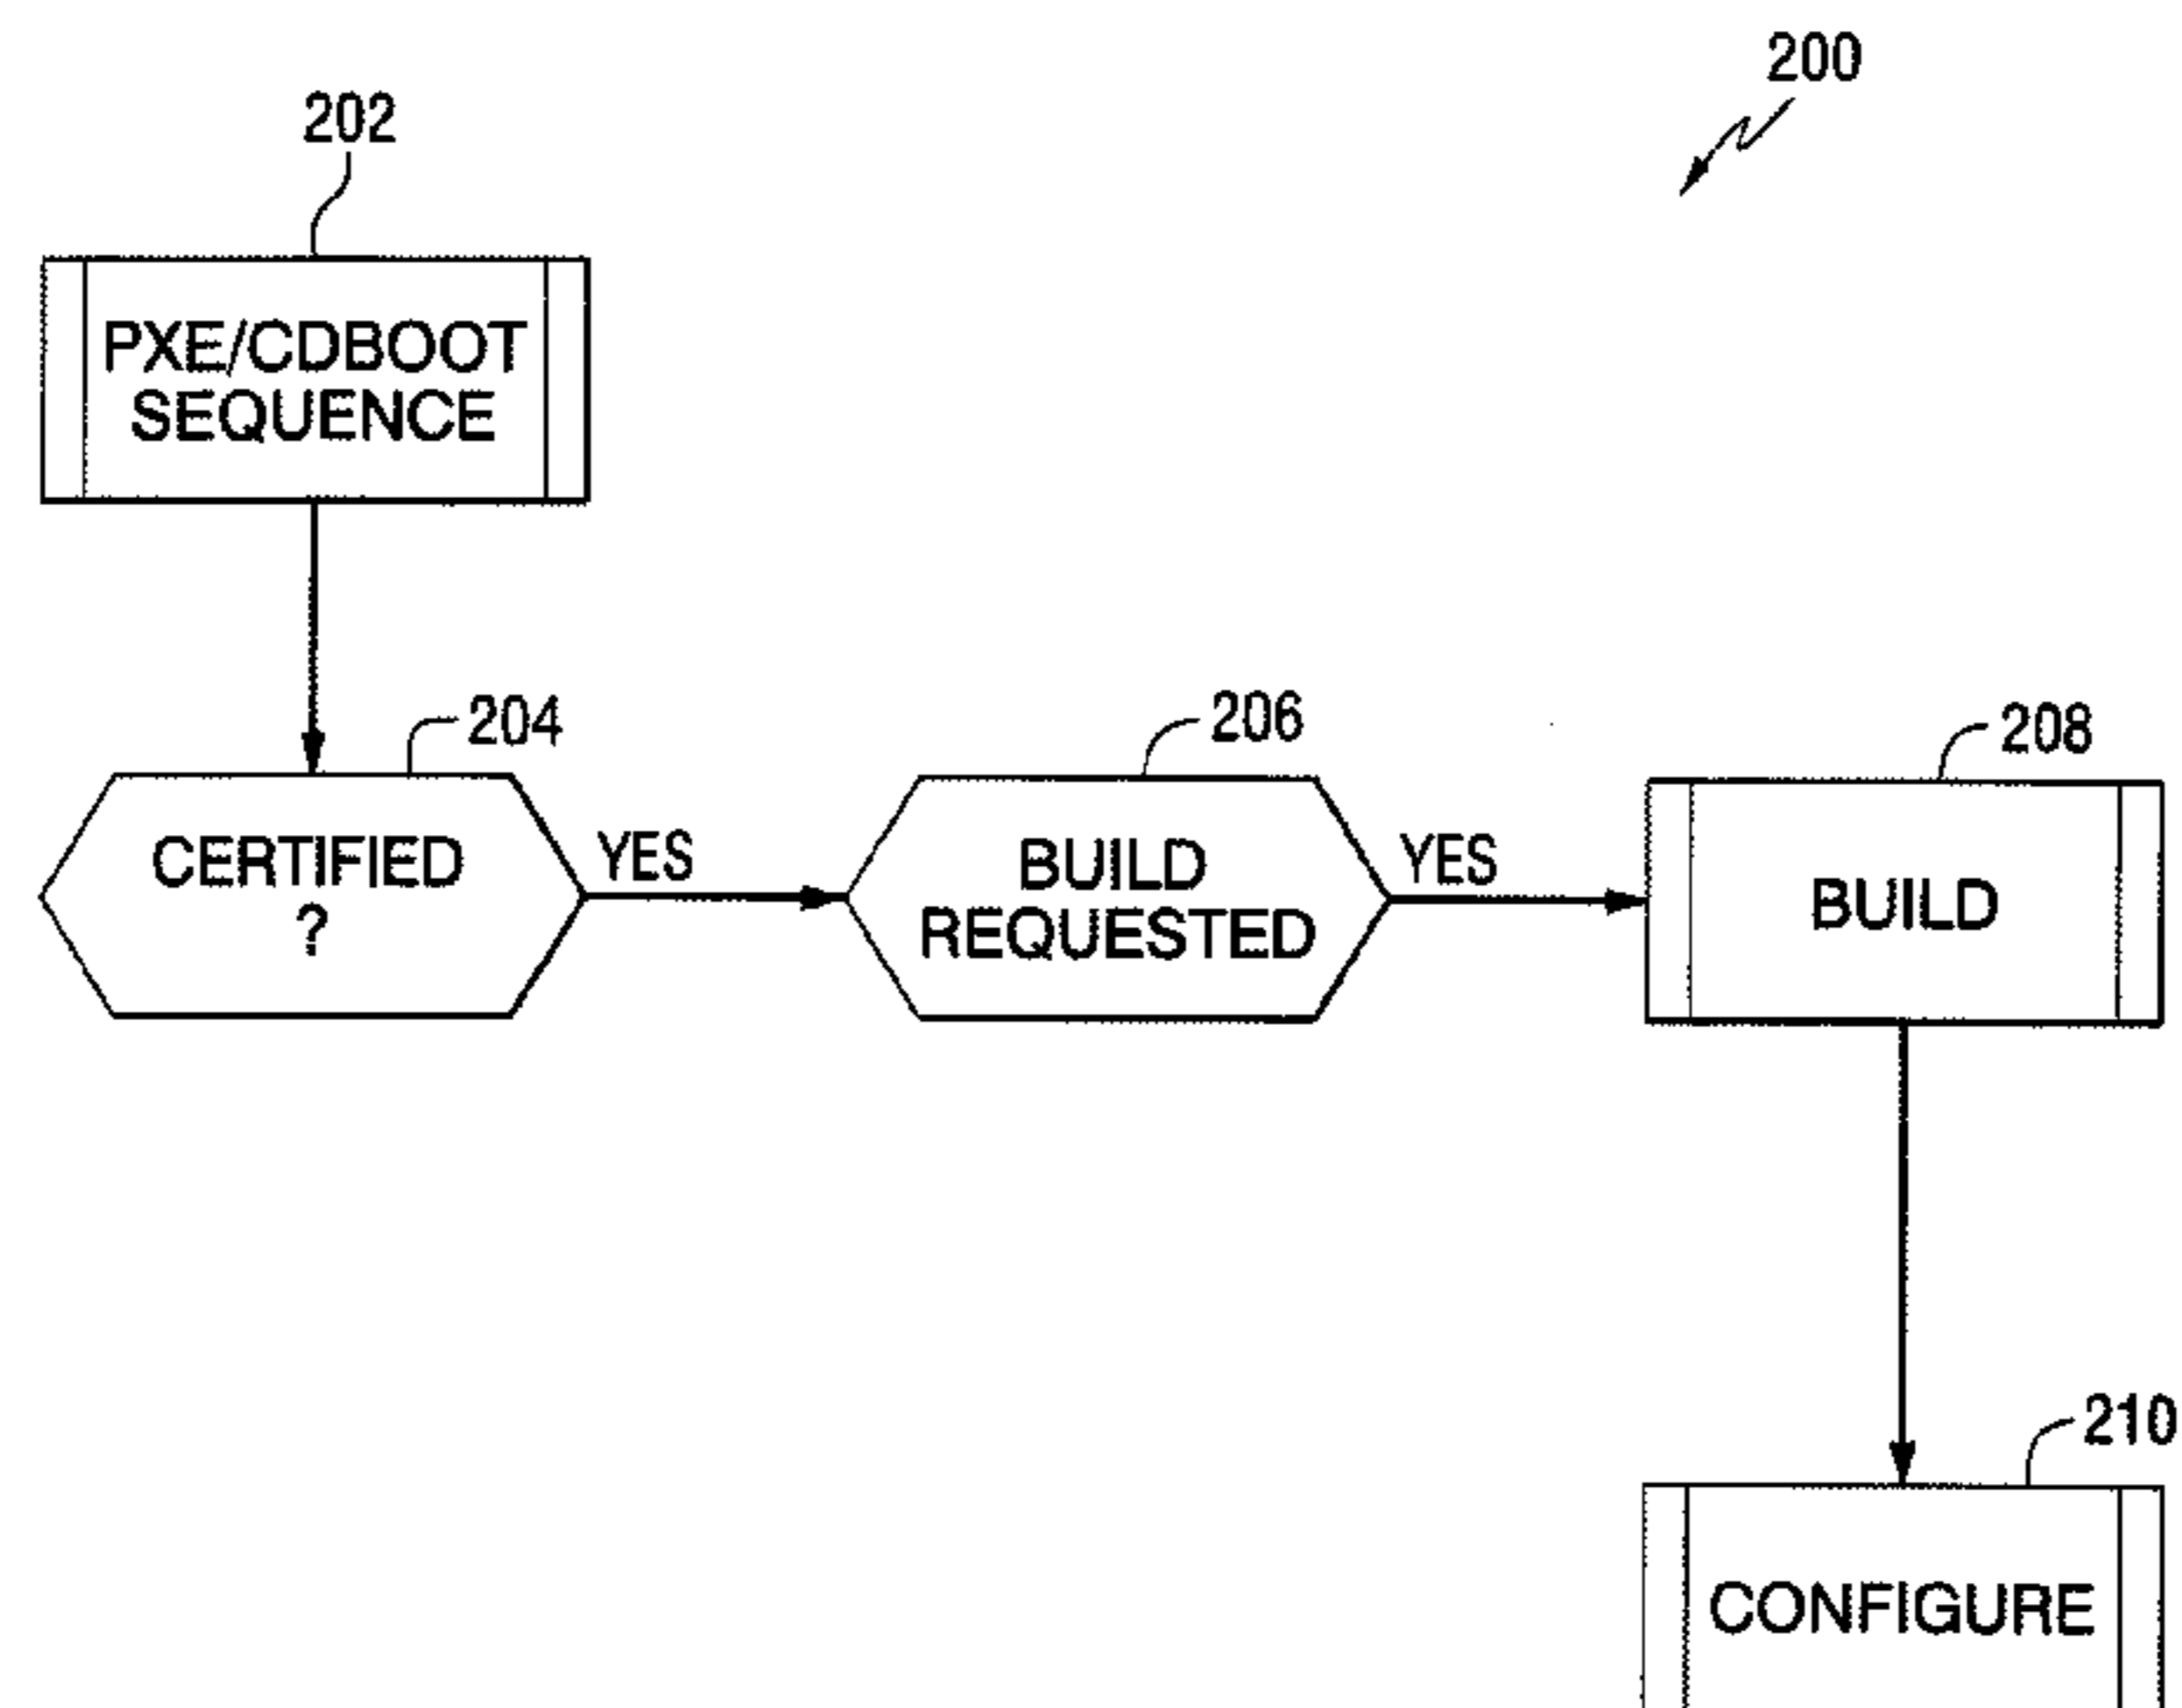 200
202
PXE/CDBOOT
SEQUENCE
204
CERTIFIED
?
YES
206
BUILD
REQUESTED
YES
208
BUILD
210
CONFIGURE